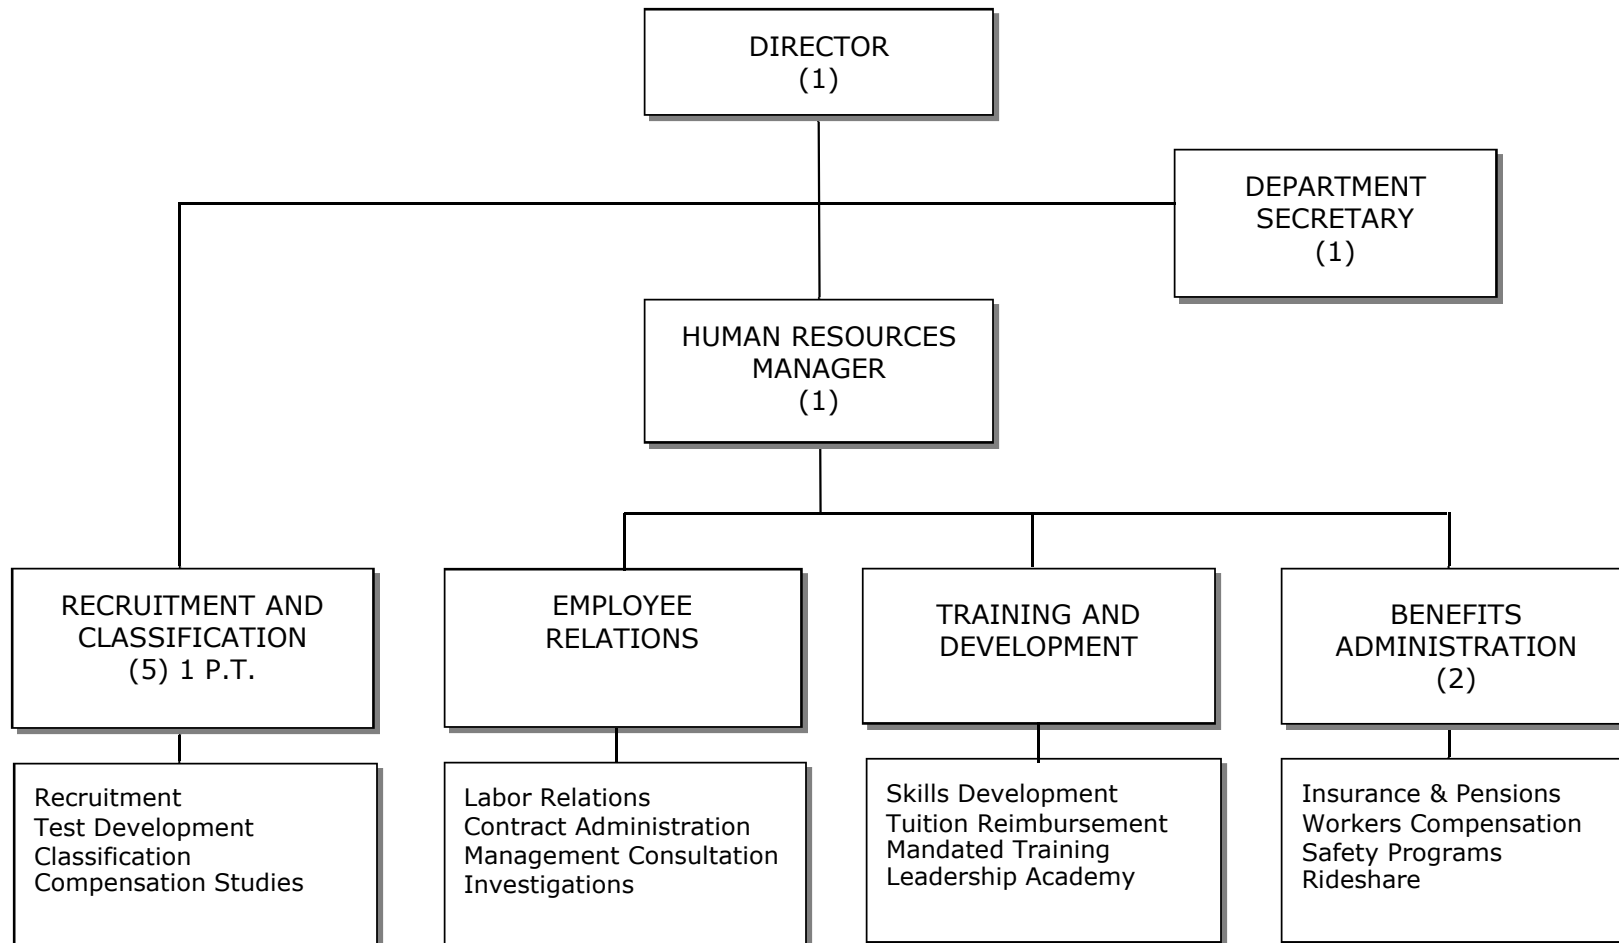 DIRECTOR
(1)
DEPARTMENT
SECRETARY
(1)
HUMAN RESOURCES
MANAGER
(1)
RECRUITMENT AND
CLASSIFICATION
(5) 1 P.T.
EMPLOYEE
RELATIONS
TRAINING AND
DEVELOPMENT
BENEFITS
ADMINISTRATION
(2)
Recruitment
Test Development
Classification
Compensation Studies
Labor Relations
Contract Administration
Management Consultation
Investigations
Skills Development
Tuition Reimbursement
Mandated Training
Leadership Academy
Insurance & Pensions
Workers Compensation
Safety Programs
Rideshare